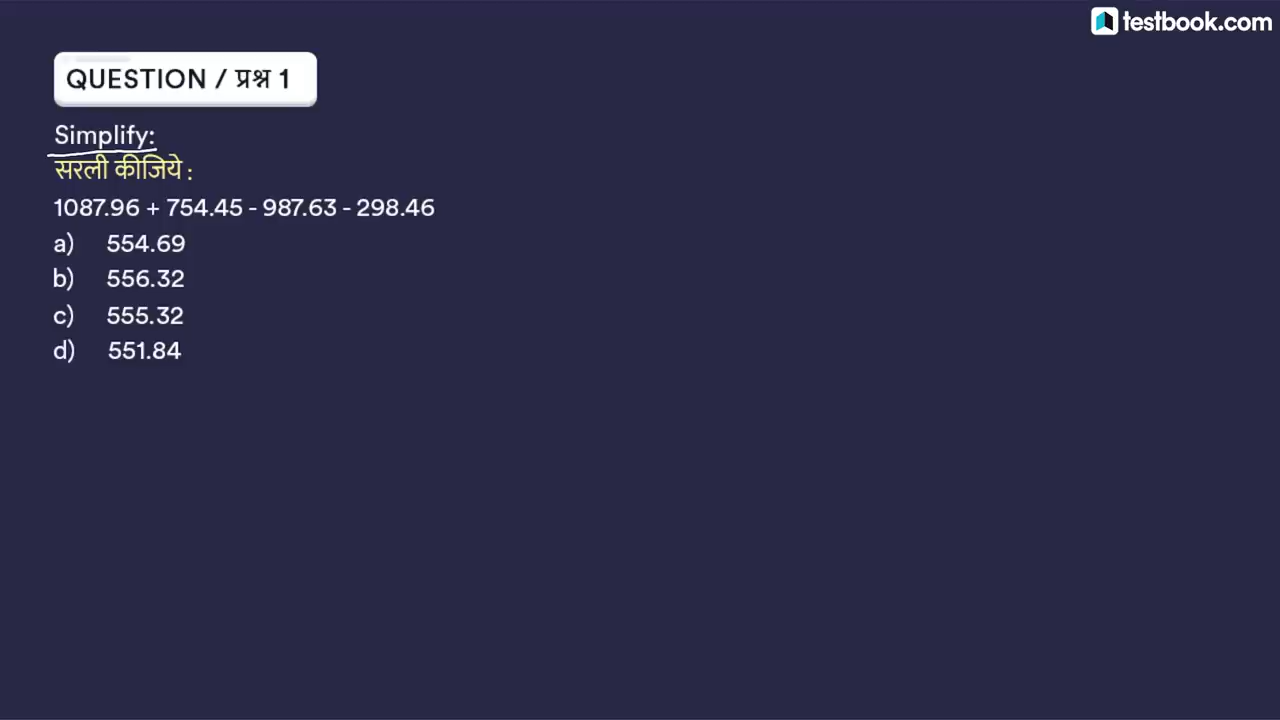 testbook.com
QUESTION / प्रश्न 1
Simplify:
सरली कीजिये :
1087.96 + 754.45 - 987.63 - 298.46
a) 554.69
b) 556.32
c) 555.32
d) 551.84